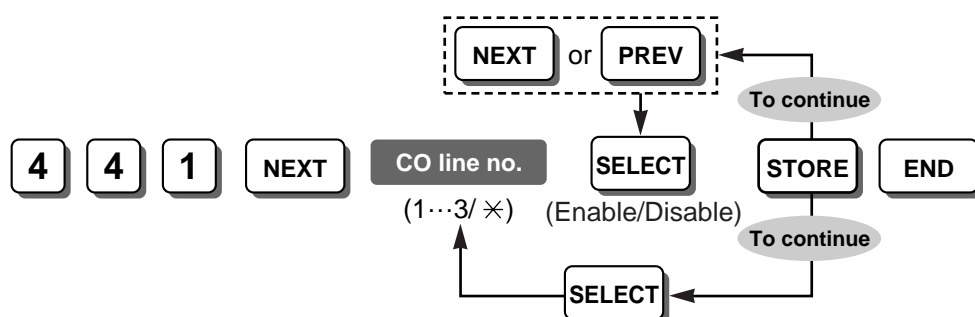 NEXT or PREV
To continue
4 4 1 NEXT CO line no. SELECT STORE END
(1···3/ ✳) (Enable/Disable)
To continue
SELECT